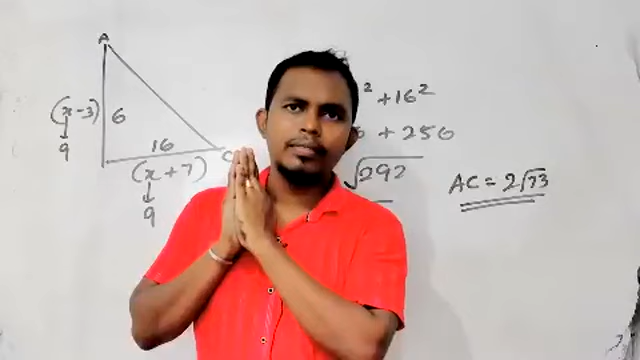 A
(x-3) 6
9
16
(x+7)
9
C
² + 16²
+ 256
√292
AC = 2√73